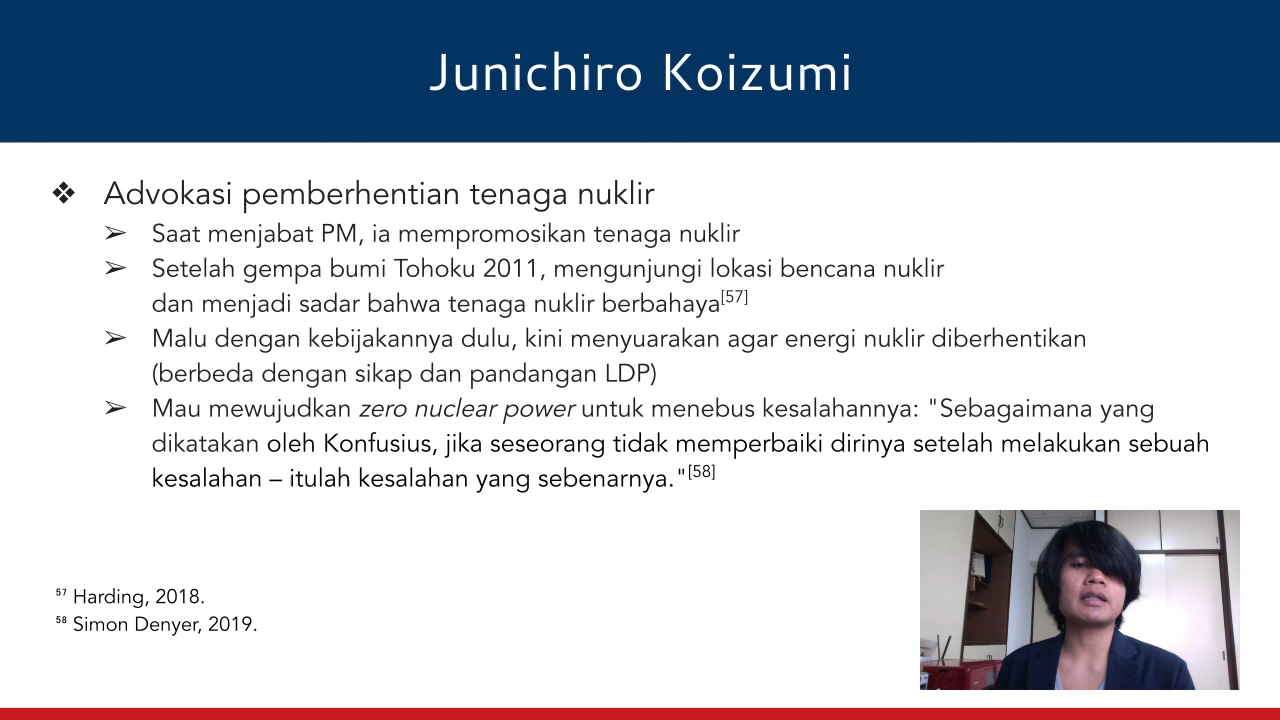 Junichiro Koizumi
❖ Advokasi pemberhentian tenaga nuklir
➢ Saat menjabat PM, ia mempromosikan tenaga nuklir
➢ Setelah gempa bumi Tohoku 2011, mengunjungi lokasi bencana nuklir
dan menjadi sadar bahwa tenaga nuklir berbahaya[57]
➢ Malu dengan kebijakannya dulu, kini menyuarakan agar energi nuklir diberhentikan
(berbeda dengan sikap dan pandangan LDP)
➢ Mau mewujudkan zero nuclear power untuk menebus kesalahannya: "Sebagaimana yang
dikatakan oleh Konfusius, jika seseorang tidak memperbaiki dirinya setelah melakukan sebuah
kesalahan – itulah kesalahan yang sebenarnya."[58]
57 Harding, 2018.
58 Simon Denyer, 2019.